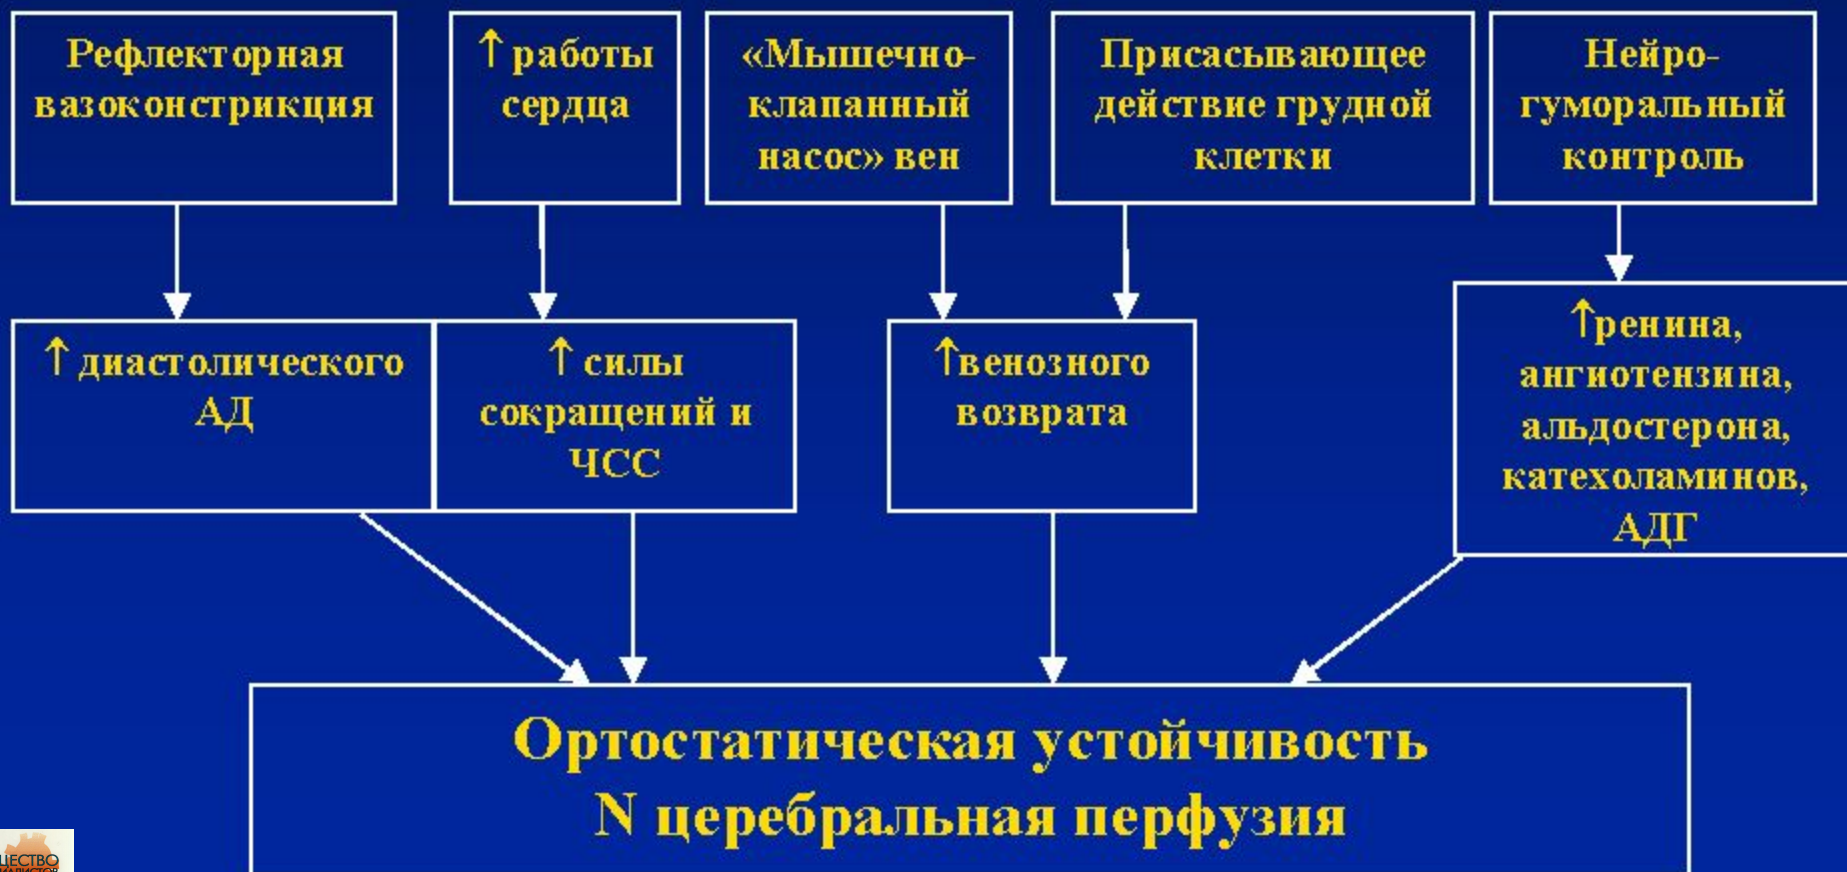 Рефлекторная
вазоконстрикция
↑ работы
сердца
«Мышечно-
клапанный
насос» вен
Присасывающее
действие грудной
клетки
Нейро-
гуморальный
контроль
↑ диастолического
АД
↑ силы
сокращений и
ЧСС
↑венозного
возврата
↑ренина,
ангиотензина,
альдостерона,
катехоламинов,
АДГ
Ортостатическая устойчивость
N церебральная перфузия